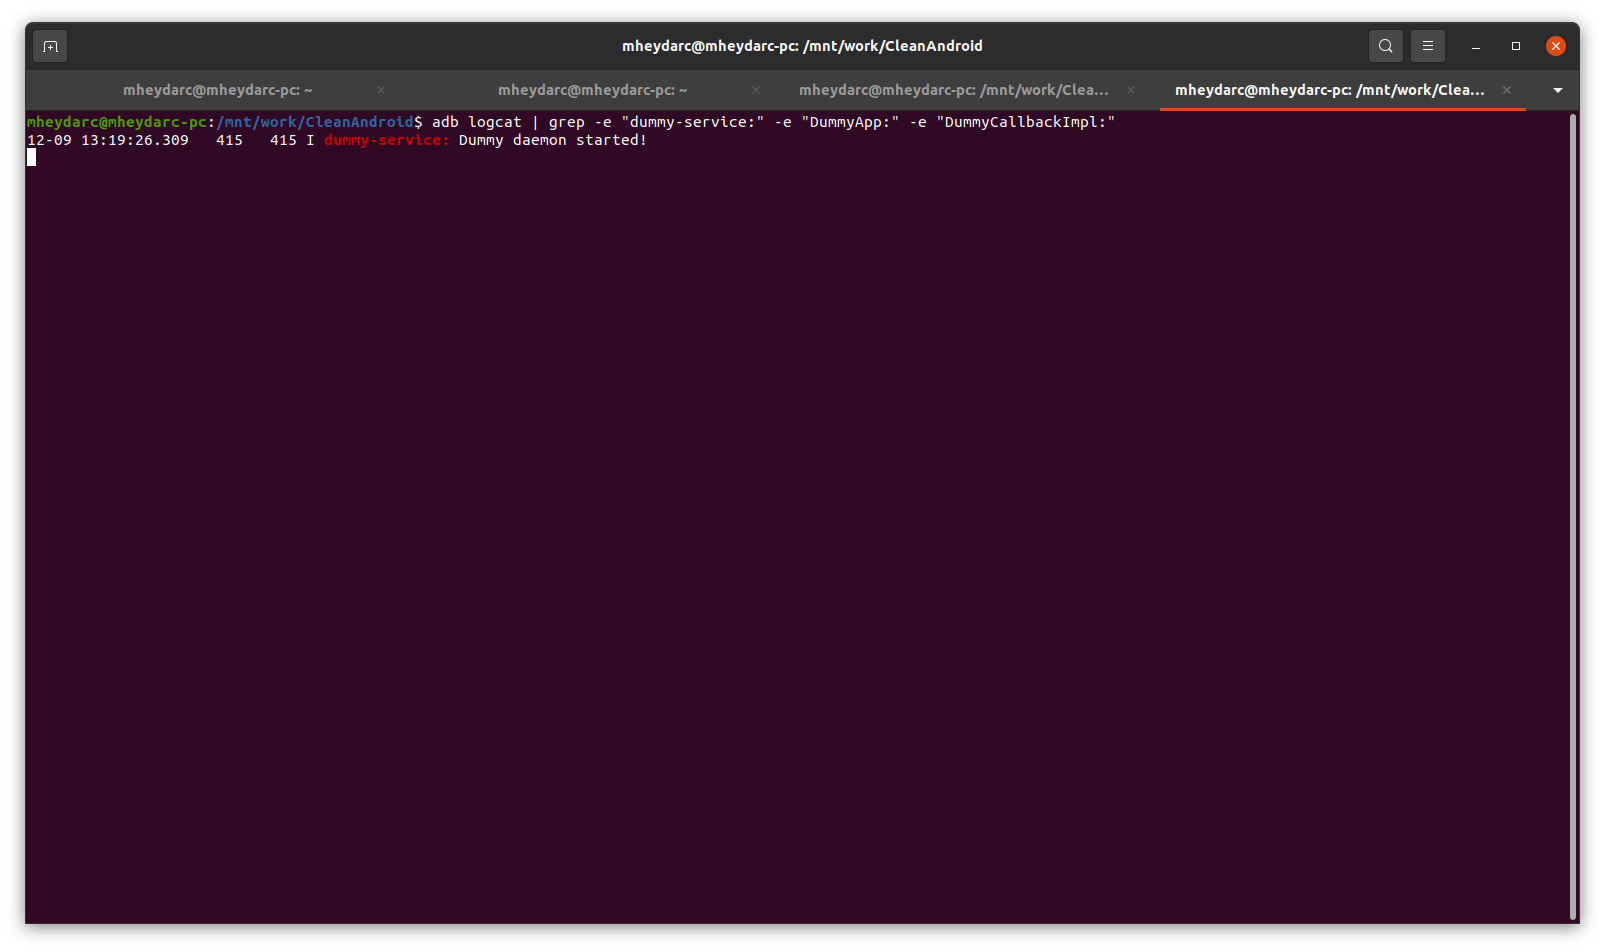 mheydarc@mheydarc-pc: /mnt/work/CleanAndroid
mheydarc@mheydarc-pc: ~
mheydarc@mheydarc-pc: ~
mheydarc@mheydarc-pc: /mnt/work/Clea...
mheydarc@mheydarc-pc: /mnt/work/Clea...
mheydarc@mheydarc-pc:/mnt/work/CleanAndroid$ adb logcat | grep -e "dummy-service:" -e "DummyApp:" -e "DummyCallbackImpl:"
12-09 13:19:26.309   415   415 I dummy-service: Dummy daemon started!